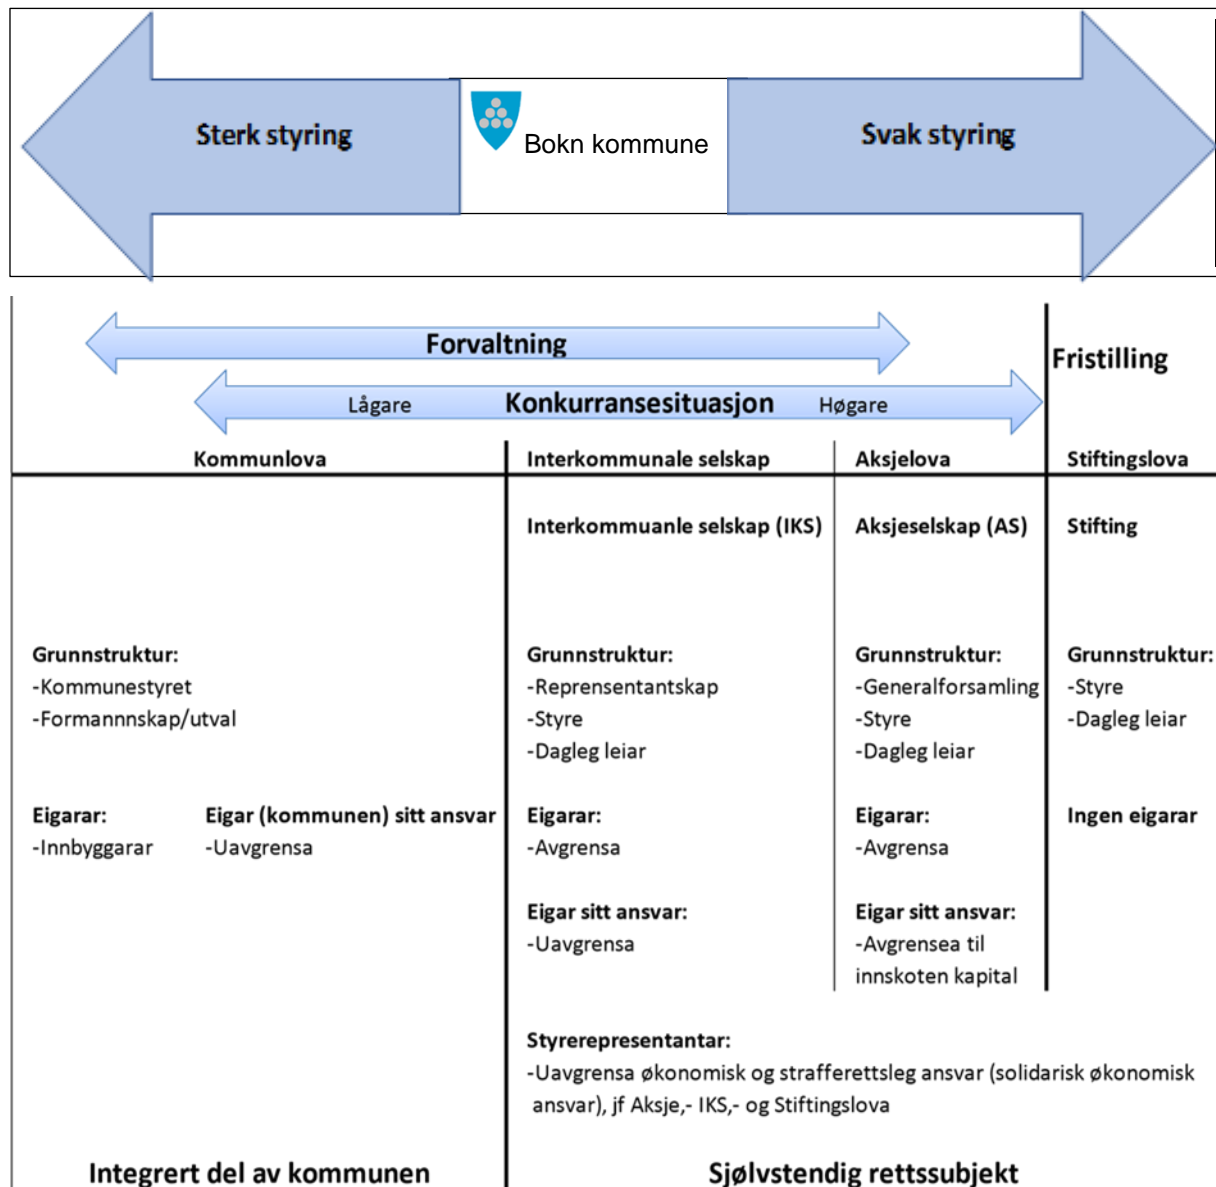 Sterk styring
Bokn kommune
Svak styring
Forvaltning
Fristilling
Lågare Konkurransesituasjon Høgare
Kommunlova
Interkommunale selskap
Aksjelova
Stiftingslova
Interkommuanle selskap (IKS)
Aksjeselskap (AS)
Stifting
Grunnstruktur:
-Kommunestyret
-Formannnskap/utval
Grunnstruktur:
-Reprensentantskap
-Styre
-Dagleg leiar
Grunnstruktur:
-Generalforsamling
-Styre
-Dagleg leiar
Grunnstruktur:
-Styre
-Dagleg leiar
Eigarar:
-Innbyggarar
Eigar (kommunen) sitt ansvar
-Uavgrensa
Eigarar:
-Avgrensa
Eigarar:
-Avgrensa
Ingen eigarar
Eigar sitt ansvar:
-Uavgrensa
Eigar sitt ansvar:
-Avgrensea til
innskoten kapital
Styrerepresentantar:
-Uavgrensa økonomisk og strafferettsleg ansvar (solidarisk økonomisk
ansvar), jf Aksje,- IKS,- og Stiftingslova
Integrert del av kommunen
Sjølvstendig rettssubjekt